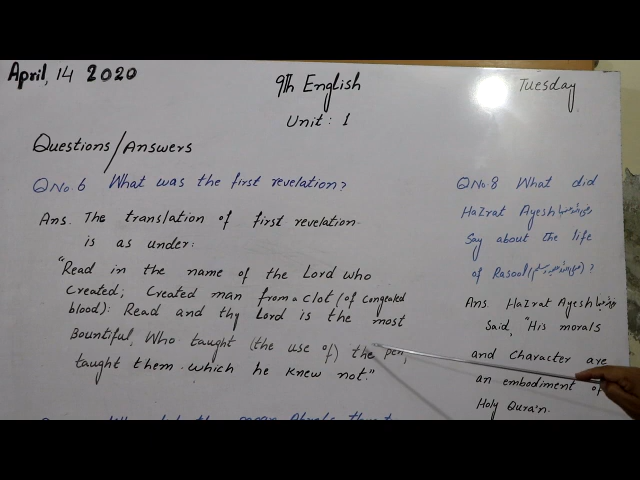 April, 14 2020
9th English
Tuesday
Unit: 1
Questions/Answers
Q No. 6 What was the first revelation?
Ans. The translation of first revelation
is as under:
"Read in the name of the Lord who
created; Created man from a clot (of congealed
blood): Read and thy Lord is the most
Bountiful, Who taught (the use of) the pen,
taught them which he knew not."
Q No. 8 What did
Hazrat Ayesh
Say about the life
of Rasool ( ) ?
Ans. Hazrat Ayesh
Said, "His morals
and character are
an embodiment of
Holy Qura'n.